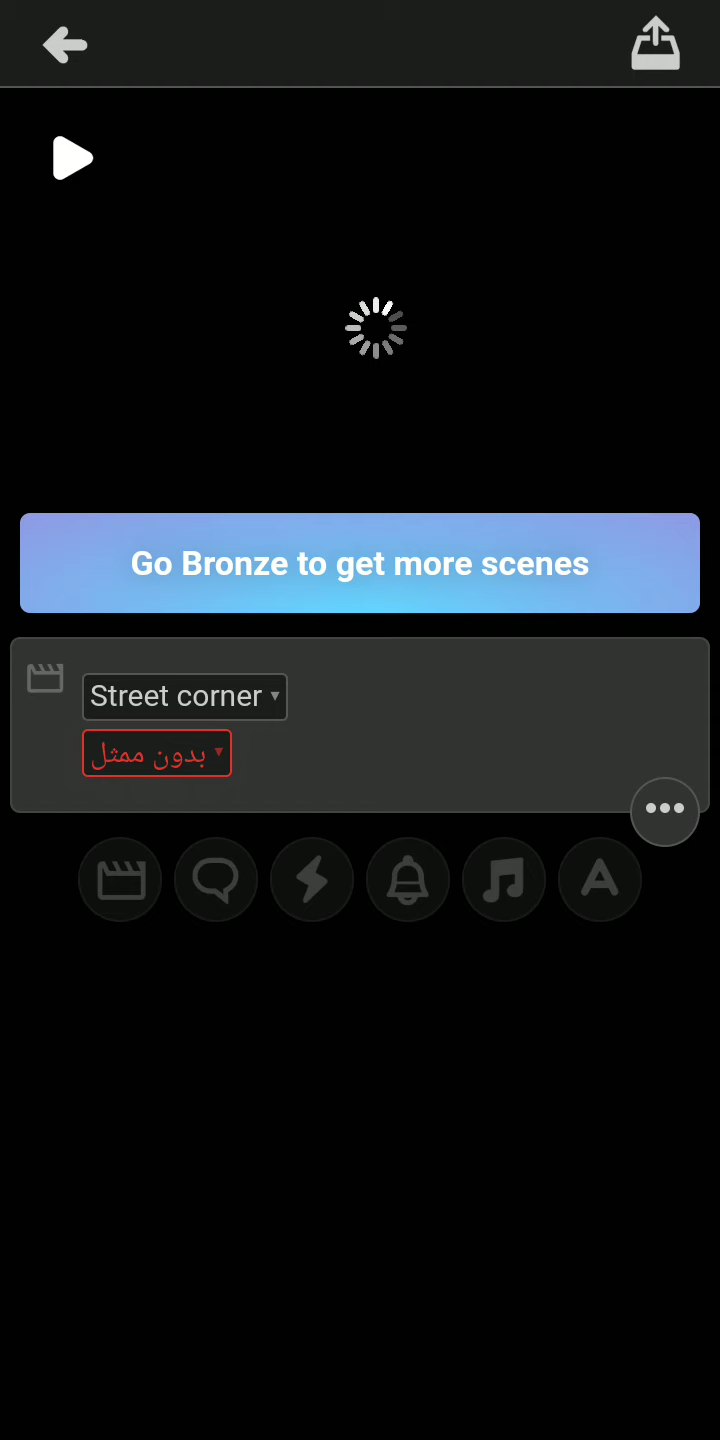 Go Bronze to get more scenes
Street corner
بدون ممثل